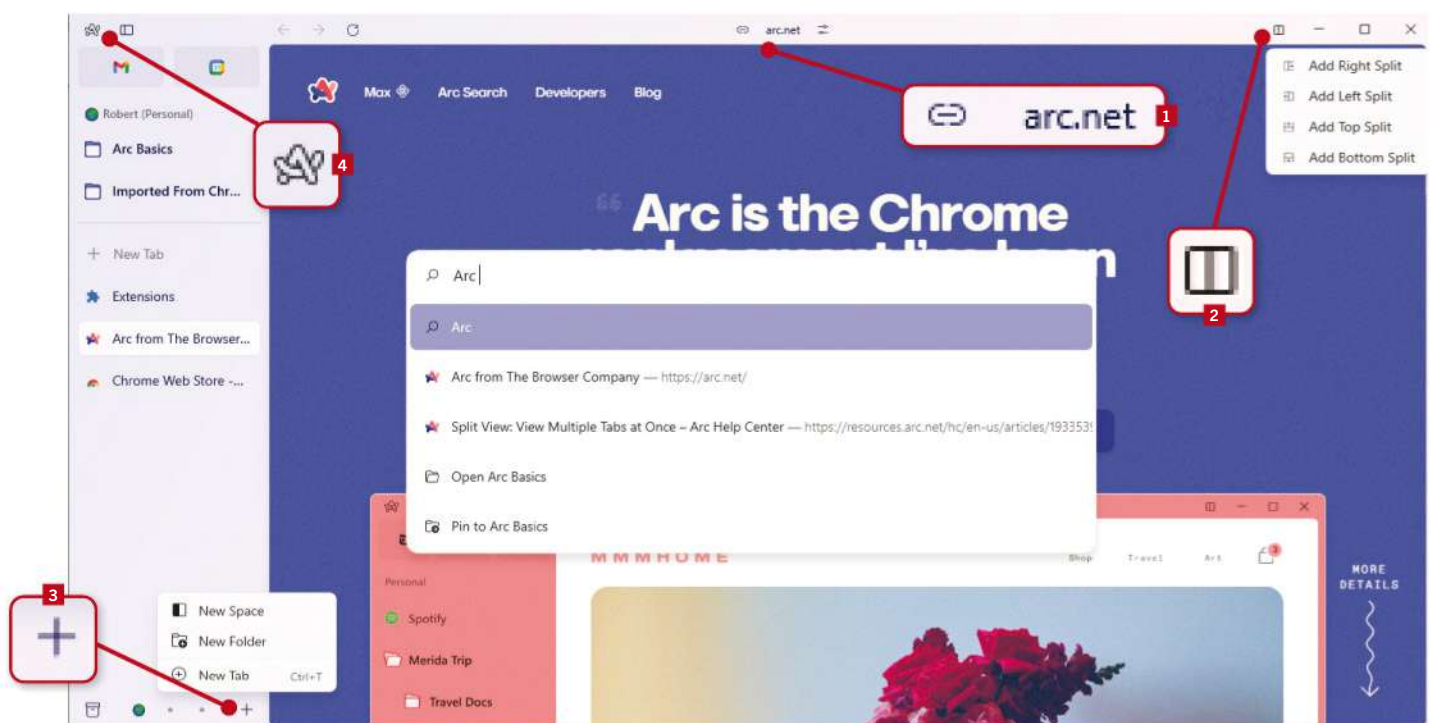 arc.net
Max
Arc Search
Developers
Blog
Robert (Personal)
Arc Basics
Imported From Chr...
New Tab
Extensions
Arc from The Browser...
Chrome Web Store -...
4
arc.net 1
Add Right Split
Add Left Split
Add Top Split
Add Bottom Split
2
“ Arc is the Chrome
Arc
Arc
Arc from The Browser Company — https://arc.net/
Split View: View Multiple Tabs at Once – Arc Help Center — https://resources.arc.net/hc/en-us/articles/1933539
Open Arc Basics
Pin to Arc Basics
MMMHOME
Shop
Travel
Art
3
Personal
Spotify
Merida Trip
Travel Docs
MORE
DETAILS
3
New Space
New Folder
New Tab Ctrl+T